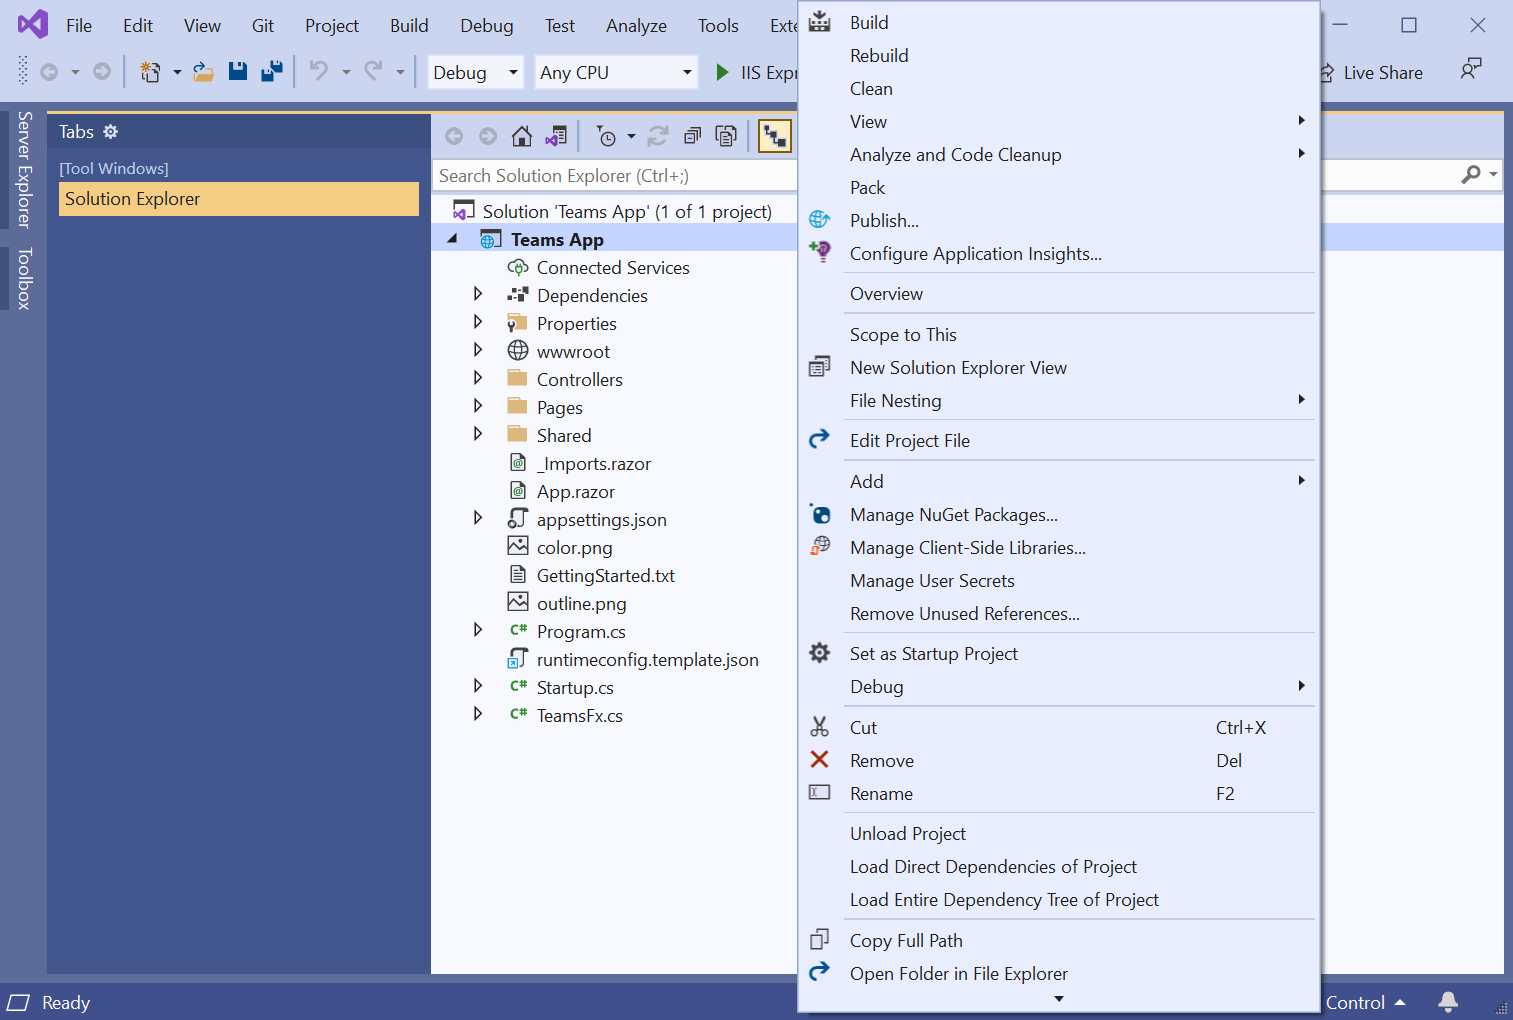 File Edit View Git Project Build Debug Test Analyze Tools Exte
Debug Any CPU IIS Expr Live Share
Server Explorer
Toolbox
Tabs
[Tool Windows]
Solution Explorer
Search Solution Explorer (Ctrl+;)
Solution 'Teams App' (1 of 1 project)
Teams App
Connected Services
Dependencies
Properties
wwwroot
Controllers
Pages
Shared
_Imports.razor
App.razor
appsettings.json
color.png
GettingStarted.txt
outline.png
C# Program.cs
runtimeconfig.template.json
C# Startup.cs
C# TeamsFx.cs
Build
Rebuild
Clean
View
Analyze and Code Cleanup
Pack
Publish...
Configure Application Insights...
Overview
Scope to This
New Solution Explorer View
File Nesting
Edit Project File
Add
Manage NuGet Packages...
Manage Client-Side Libraries...
Manage User Secrets
Remove Unused References...
Set as Startup Project
Debug
Cut Ctrl+X
Remove Del
Rename F2
Unload Project
Load Direct Dependencies of Project
Load Entire Dependency Tree of Project
Copy Full Path
Open Folder in File Explorer
Ready
Control